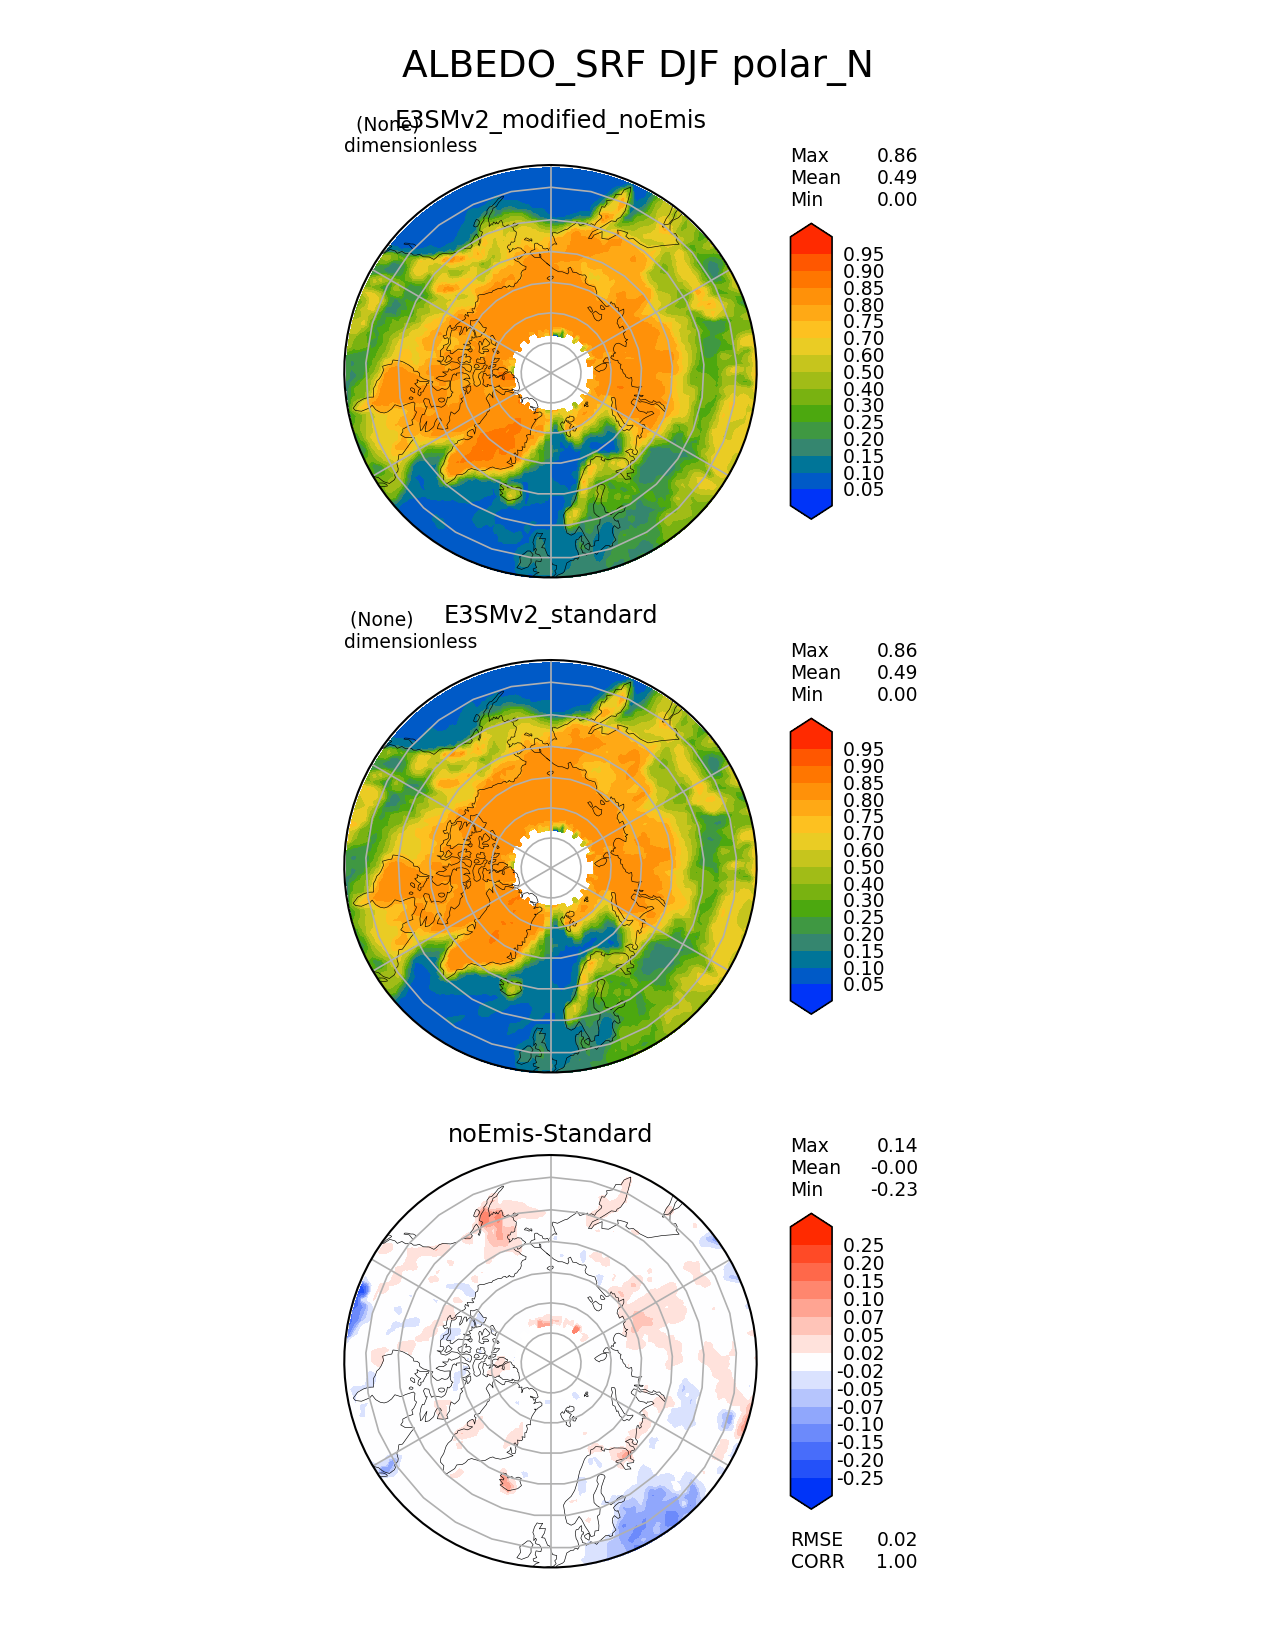 ALBEDO_SRF DJF polar_N
E3SMv2_modified_noEmis
(None)
dimensionless
Max 0.86
Mean 0.49
Min 0.00
0.95
0.90
0.85
0.80
0.75
0.70
0.60
0.50
0.40
0.30
0.25
0.20
0.15
0.10
0.05
(None) E3SMv2_standard
dimensionless
Max 0.86
Mean 0.49
Min 0.00
0.95
0.90
0.85
0.80
0.75
0.70
0.60
0.50
0.40
0.30
0.25
0.20
0.15
0.10
0.05
noEmis-Standard
Max 0.14
Mean -0.00
Min -0.23
0.25
0.20
0.15
0.10
0.07
0.05
0.02
-0.02
-0.05
-0.07
-0.10
-0.15
-0.20
-0.25
RMSE 0.02
CORR 1.00